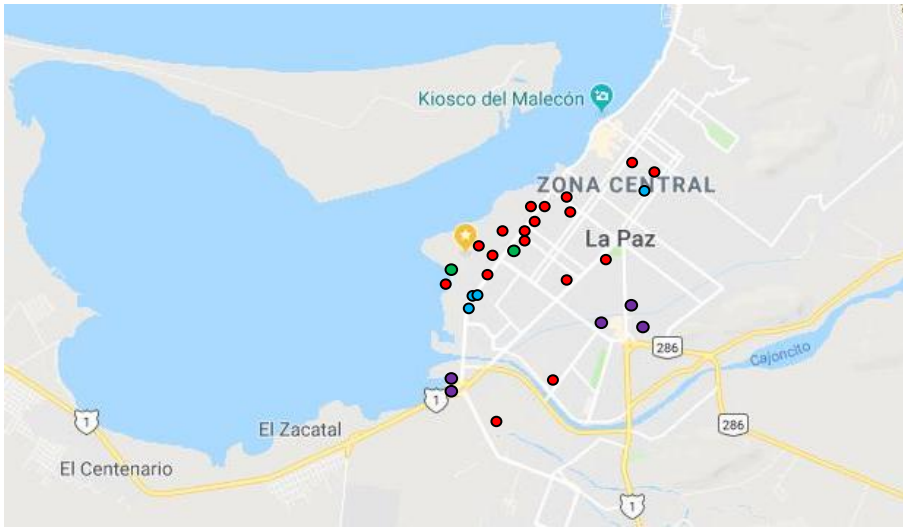 Kiosco del Malecón
ZONA CENTRAL
La Paz
286
Cajoncito
1
1
286
El Zacatal
El Centenario
1